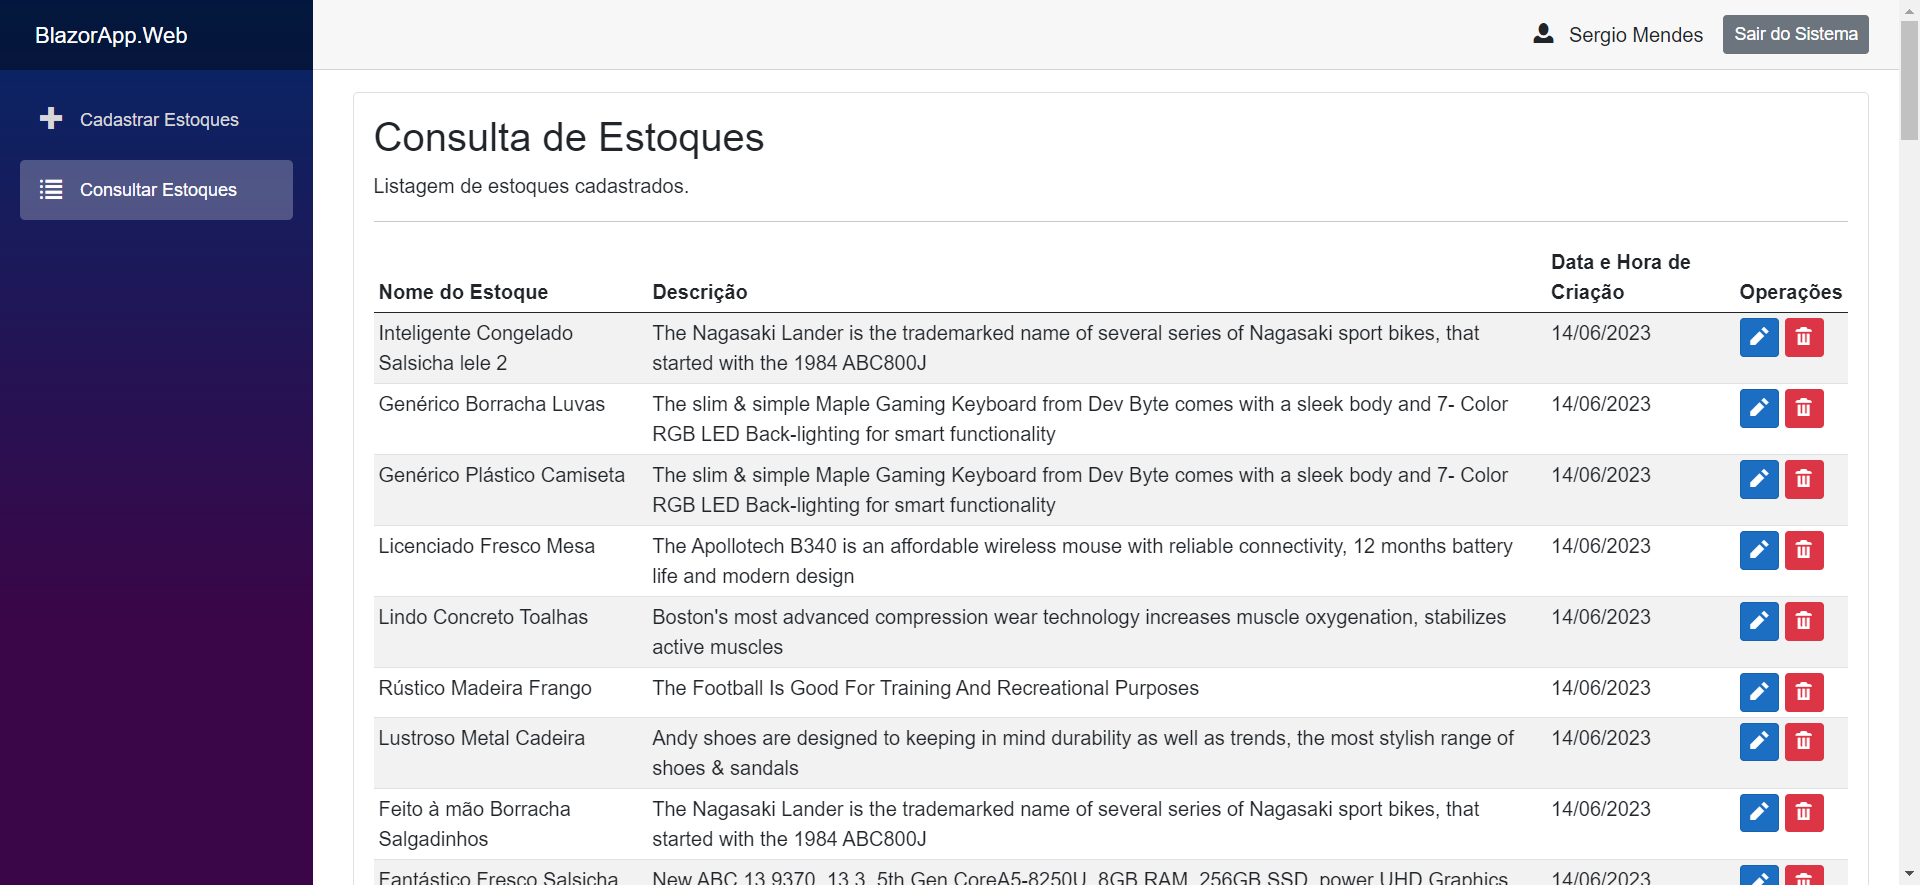 BlazorApp.Web
Sergio Mendes
Sair do Sistema
Cadastrar Estoques
Consultar Estoques
Consulta de Estoques
Listagem de estoques cadastrados.
Nome do Estoque
Descrição
Data e Hora de
Criação
Operações
Inteligente Congelado
Salsicha lele 2
The Nagasaki Lander is the trademarked name of several series of Nagasaki sport bikes, that
started with the 1984 ABC800J
14/06/2023
Genérico Borracha Luvas
The slim & simple Maple Gaming Keyboard from Dev Byte comes with a sleek body and 7- Color
RGB LED Back-lighting for smart functionality
14/06/2023
Genérico Plástico Camiseta
The slim & simple Maple Gaming Keyboard from Dev Byte comes with a sleek body and 7- Color
RGB LED Back-lighting for smart functionality
14/06/2023
Licenciado Fresco Mesa
The Apollotech B340 is an affordable wireless mouse with reliable connectivity, 12 months battery
life and modern design
14/06/2023
Lindo Concreto Toalhas
Boston's most advanced compression wear technology increases muscle oxygenation, stabilizes
active muscles
14/06/2023
Rústico Madeira Frango
The Football Is Good For Training And Recreational Purposes
14/06/2023
Lustroso Metal Cadeira
Andy shoes are designed to keeping in mind durability as well as trends, the most stylish range of
shoes & sandals
14/06/2023
Feito à mão Borracha
Salgadinhos
The Nagasaki Lander is the trademarked name of several series of Nagasaki sport bikes, that
started with the 1984 ABC800J
14/06/2023
Fantástico Fresco Salsicha
New ABC 13 9370, 13.3, 5th Gen CoreA5-8250U, 8GB RAM, 256GB SSD, power UHD Graphics,
14/06/2023